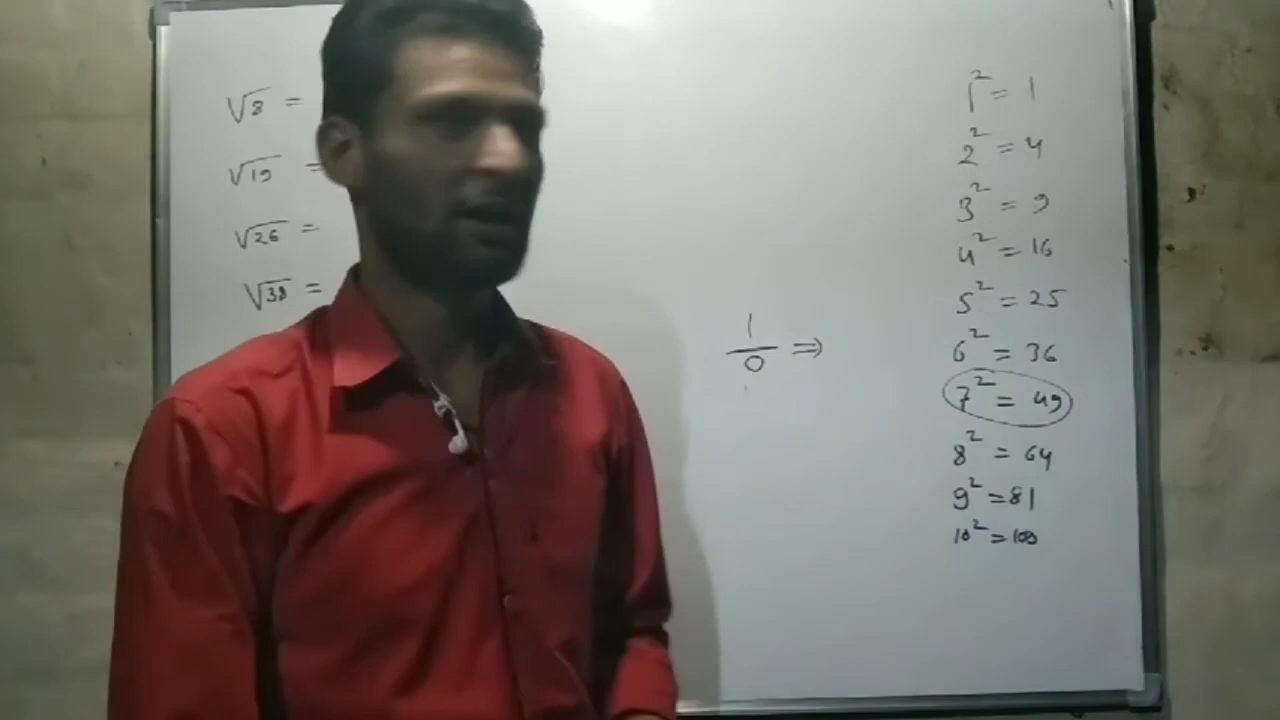 √8 =
√19 =
√26 =
√38 =
1/0 ⇒
1² = 1
2² = 4
3² = 9
4² = 16
5² = 25
6² = 36
7² = 49
8² = 64
9² = 81
10² = 100